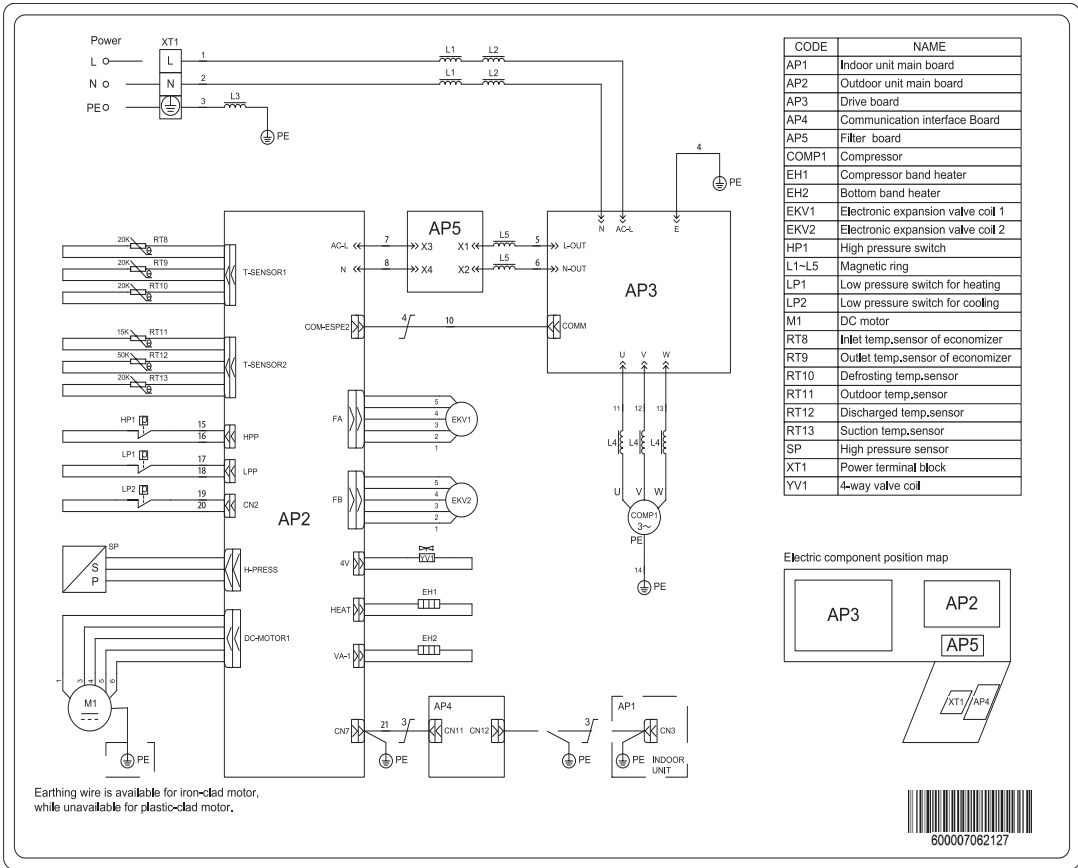 Power
XT1
L
L
1
L1
L2
N
N
2
L1
L2
PE
3
L3
PE
4
PE
AP5
AC-L
7
X3
X1
L5
5
L-OUT
N
8
X4
X2
L5
6
N-OUT
N
AC-L
E
AP3
COM-ESPE2
4
10
COMM
U
V
W
11
12
13
L4
L4
L4
U
V
W
COMP1
3~
PE
14
PE
20K
RT8
20K
RT9
20K
RT10
T-SENSOR1
15K
RT11
50K
RT12
20K
RT13
T-SENSOR2
HP1
P
15
16
HPP
LP1
P
17
18
LPP
LP2
P
19
20
CN2
AP2
SP
S
P
H-PRESS
DC-MOTOR1
1
3
4
5
6
M1
PE
FA
5
4
3
2
1
EKV1
FB
5
4
3
2
1
EKV2
4V
YV1
HEAT
EH1
VA-1
EH2
CN7
21
3
PE
AP4
CN11
CN12
3
PE
AP1
CN3
PE
INDOOR
UNIT
Earthing wire is available for iron-clad motor,
while unavailable for plastic-clad motor.
CODE NAME
AP1 Indoor unit main board
AP2 Outdoor unit main board
AP3 Drive board
AP4 Communication interface Board
AP5 Filter board
COMP1 Compressor
EH1 Compressor band heater
EH2 Bottom band heater
EKV1 Electronic expansion valve coil 1
EKV2 Electronic expansion valve coil 2
HP1 High pressure switch
L1~L5 Magnetic ring
LP1 Low pressure switch for heating
LP2 Low pressure switch for cooling
M1 DC motor
RT8 Inlet temp.sensor of economizer
RT9 Outlet temp.sensor of economizer
RT10 Defrosting temp.sensor
RT11 Outdoor temp.sensor
RT12 Discharged temp.sensor
RT13 Suction temp.sensor
SP High pressure sensor
XT1 Power terminal block
YV1 4-way valve coil
Electric component position map
AP3
AP2
AP5
XT1
AP4
600007062127